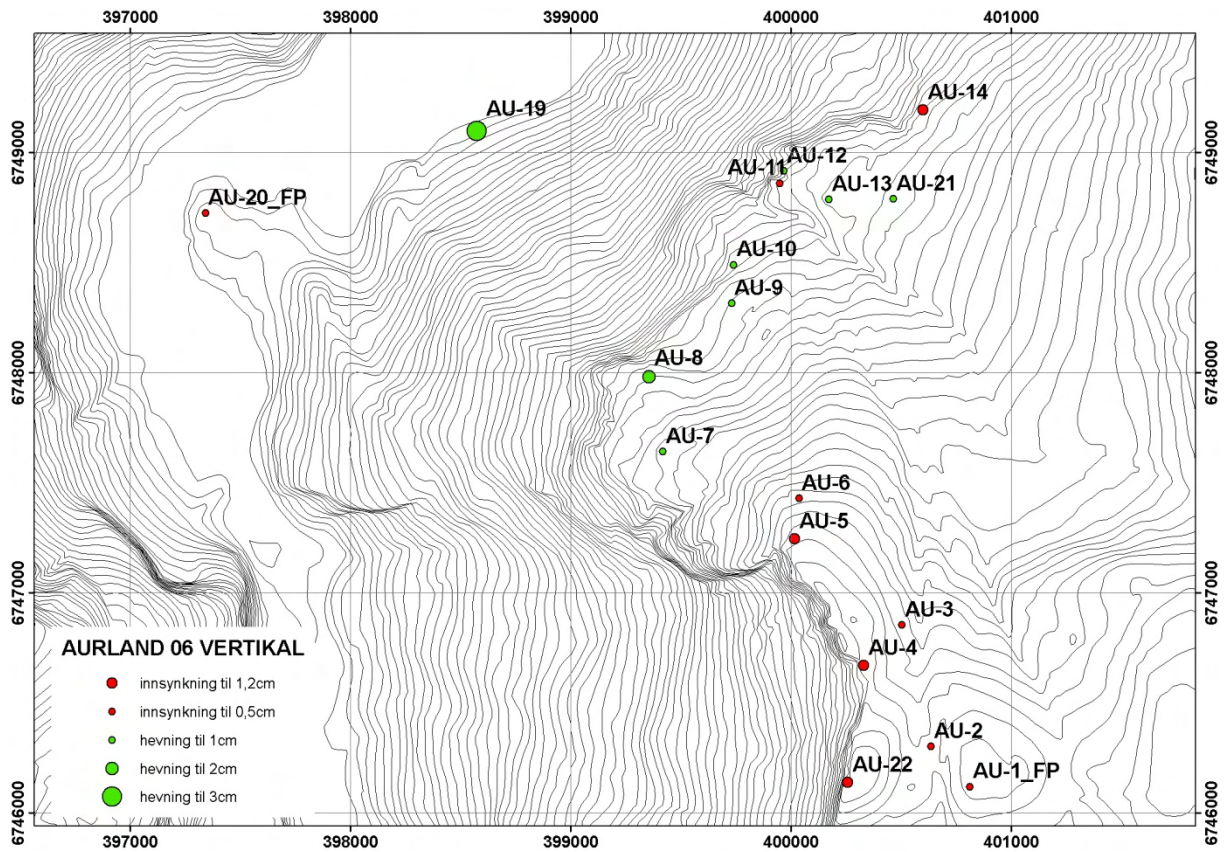 397000 398000 399000 400000 401000
AU-14
AU-19
6749000 6749000
AU-12
AU-11
AU-13 AU-21
AU-20_FP
AU-10
AU-9
AU-8
6748000 6748000
AU-7
AU-6
AU-5
6747000 6747000
AU-3
AU-4
AURLAND 06 VERTIKAL
innsynkning til 1,2cm
innsynkning til 0,5cm
hevning til 1cm
hevning til 2cm
hevning til 3cm
AU-2
AU-22 AU-1_FP
6746000 6746000
397000 398000 399000 400000 401000